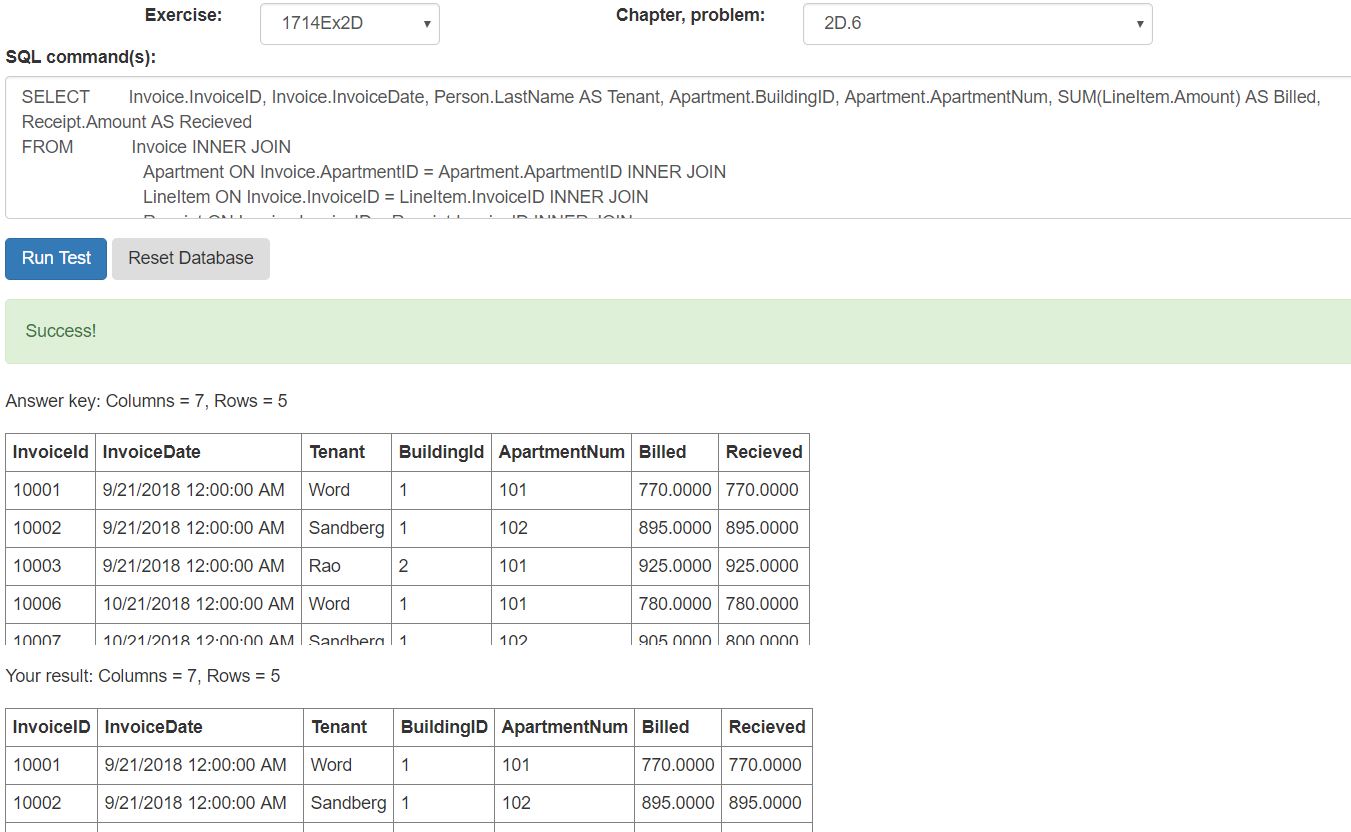 Exercise: 1714Ex2D Chapter, problem: 2D.6
SQL command(s):
SELECT Invoice.InvoiceID, Invoice.InvoiceDate, Person.LastName AS Tenant, Apartment.BuildingID, Apartment.ApartmentNum, SUM(LineItem.Amount) AS Billed,
Receipt.Amount AS Recieved
FROM Invoice INNER JOIN
Apartment ON Invoice.ApartmentID = Apartment.ApartmentID INNER JOIN
LineItem ON Invoice.InvoiceID = LineItem.InvoiceID INNER JOIN
Run Test Reset Database
Success!
Answer key: Columns = 7, Rows = 5
InvoiceId InvoiceDate Tenant BuildingId ApartmentNum Billed Recieved
10001 9/21/2018 12:00:00 AM Word 1 101 770.0000 770.0000
10002 9/21/2018 12:00:00 AM Sandberg 1 102 895.0000 895.0000
10003 9/21/2018 12:00:00 AM Rao 2 101 925.0000 925.0000
10006 10/21/2018 12:00:00 AM Word 1 101 780.0000 780.0000
10007 10/21/2018 12:00:00 AM Sandberg 1 102 905.0000 800.0000
Your result: Columns = 7, Rows = 5
InvoiceID InvoiceDate Tenant BuildingID ApartmentNum Billed Recieved
10001 9/21/2018 12:00:00 AM Word 1 101 770.0000 770.0000
10002 9/21/2018 12:00:00 AM Sandberg 1 102 895.0000 895.0000